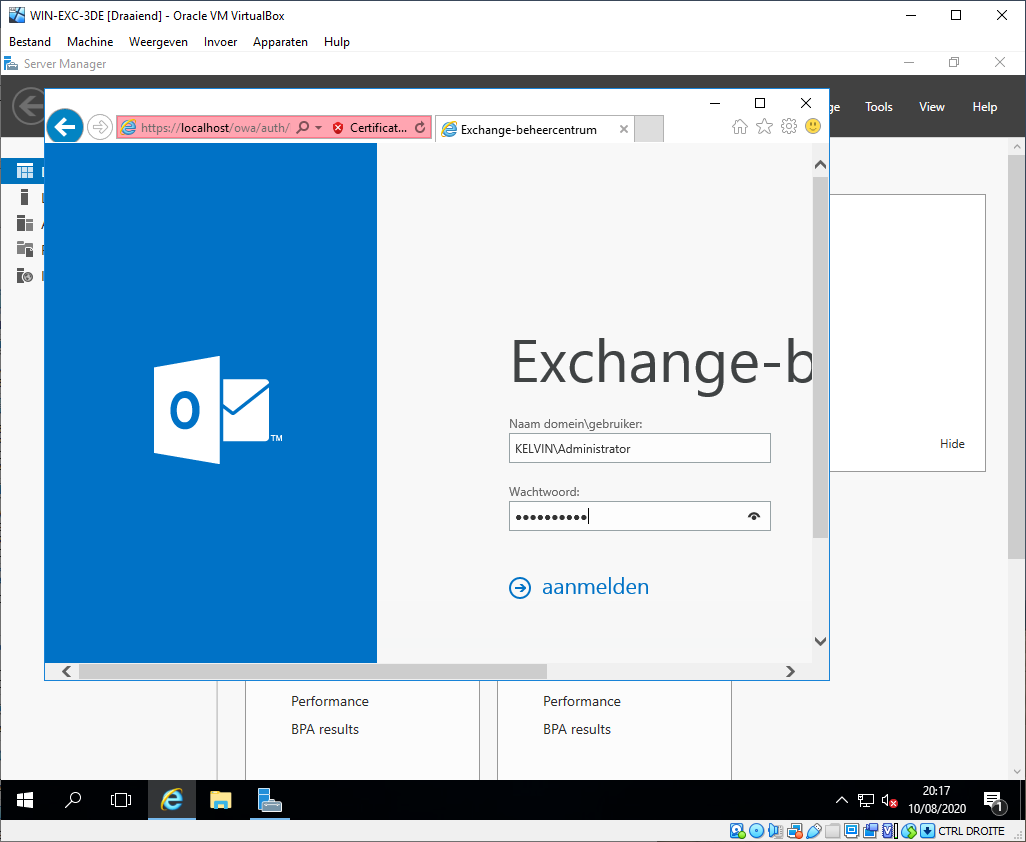 WIN-EXC-3DE [Draaiend] - Oracle VM VirtualBox
Bestand Machine Weergeven Invoer Apparaten Hulp
Server Manager
Tools View Help
https://localhost/owa/auth/ Certificat... Exchange-beheercentrum
Exchange-b
Naam domein\gebruiker:
KELVIN\Administrator
Hide
Wachtwoord:
O
TM
aanmelden
Performance Performance
BPA results BPA results
20:17
10/08/2020
1
CTRL DROITE